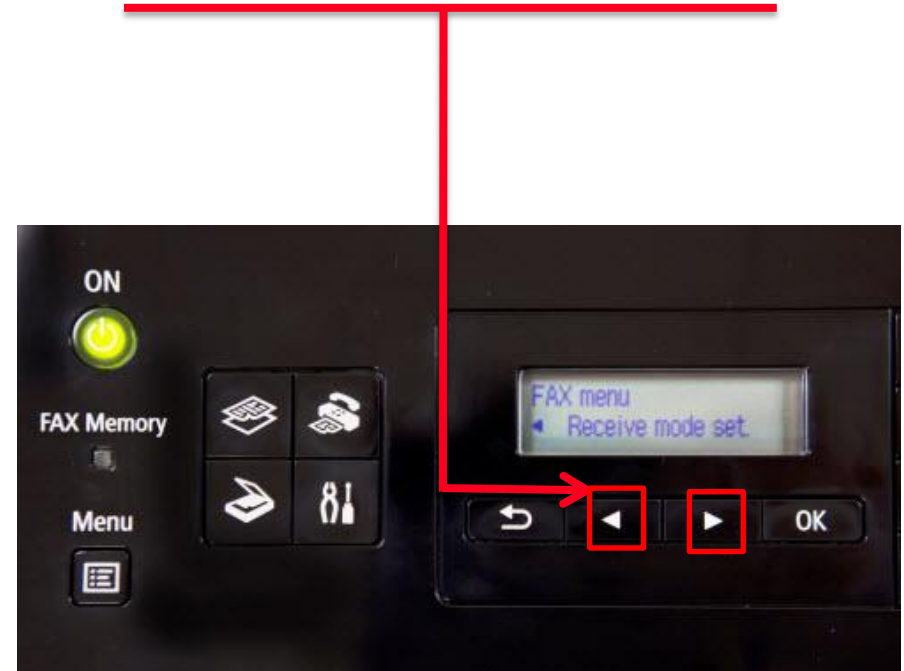 ON
FAX Memory
Menu
FAX menu
◄ Receive mode set.
OK